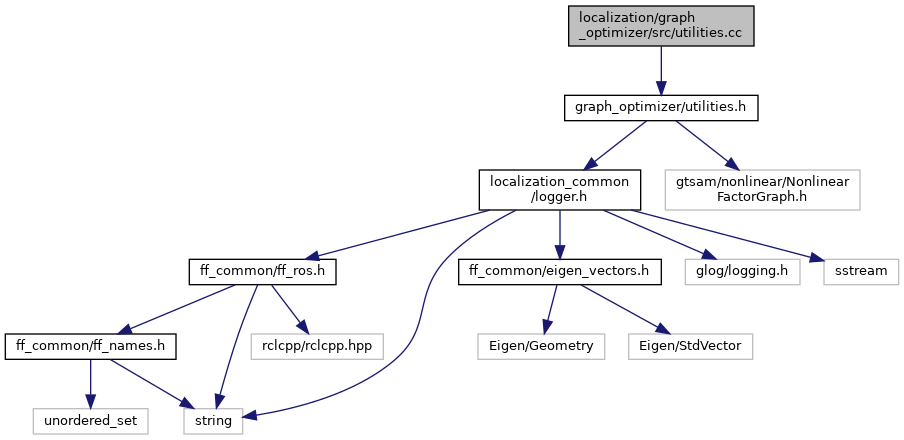 localization/graph
_optimizer/src/utilities.cc
graph_optimizer/utilities.h
localization_common
/logger.h
gtsam/nonlinear/Nonlinear
FactorGraph.h
ff_common/ff_ros.h
ff_common/eigen_vectors.h
glog/logging.h
sstream
ff_common/ff_names.h
rclcpp/rclcpp.hpp
Eigen/Geometry
Eigen/StdVector
unordered_set
string